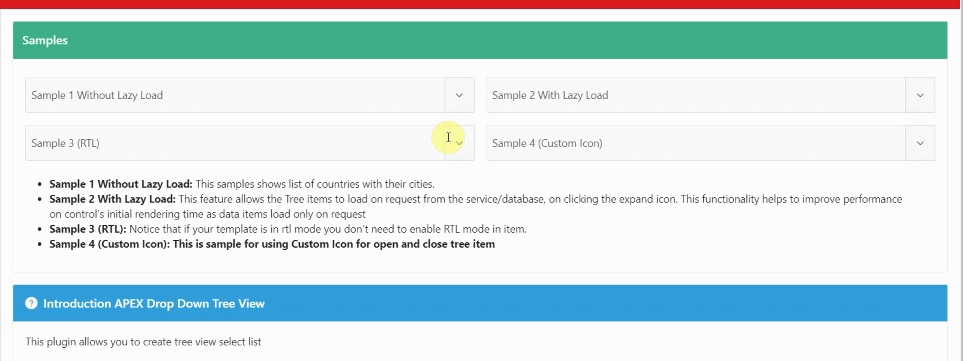 Samples
Sample 1 Without Lazy Load
Sample 2 With Lazy Load
Sample 3 (RTL)
Sample 4 (Custom Icon)
Sample 1 Without Lazy Load: This samples shows list of countries with their cities.
Sample 2 With Lazy Load: This feature allows the Tree items to load on request from the service/database, on clicking the expand icon. This functionality helps to improve performance
on control's initial rendering time as data items load only on request
Sample 3 (RTL): Notice that if your template is in rtl mode you don't need to enable RTL mode in item.
Sample 4 (Custom Icon): This is sample for using Custom Icon for open and close tree item
Introduction APEX Drop Down Tree View
This plugin allows you to create tree view select list